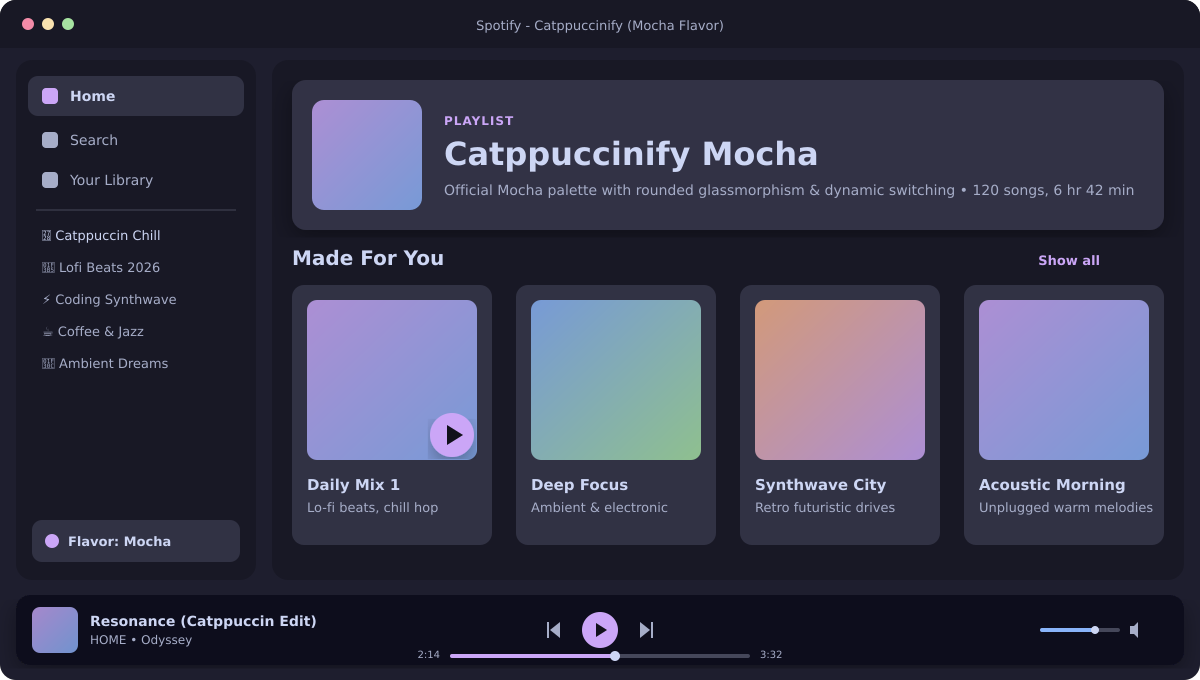 Spotify - Catppuccinify (Mocha Flavor)
Home
Search
Your Library
Catppuccin Chill
Lofi Beats 2026
⚡ Coding Synthwave
☕ Coffee & Jazz
Ambient Dreams
Flavor: Mocha
PLAYLIST
Catppuccinify Mocha
Official Mocha palette with rounded glassmorphism & dynamic switching • 120 songs, 6 hr 42 min
Made For You
Show all
Daily Mix 1
Lo-fi beats, chill hop
Deep Focus
Ambient & electronic
Synthwave City
Retro futuristic drives
Acoustic Morning
Unplugged warm melodies
Resonance (Catppuccin Edit)
HOME • Odyssey
2:14
3:32